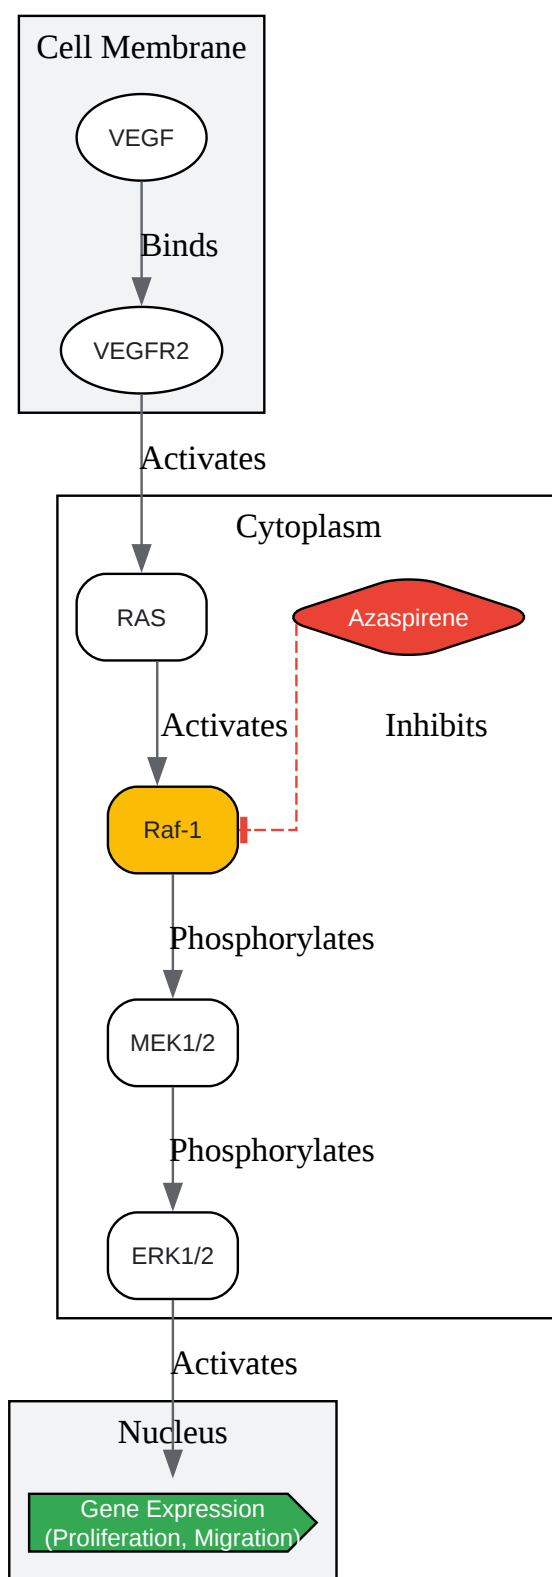 Cell Membrane
VEGF
Binds
VEGFR2
Activates
Cytoplasm
RAS
Azaspirene
Activates
Inhibits
Raf-1
Phosphorylates
MEK1/2
Phosphorylates
ERK1/2
Activates
Nucleus
Gene Expression
(Proliferation, Migration)